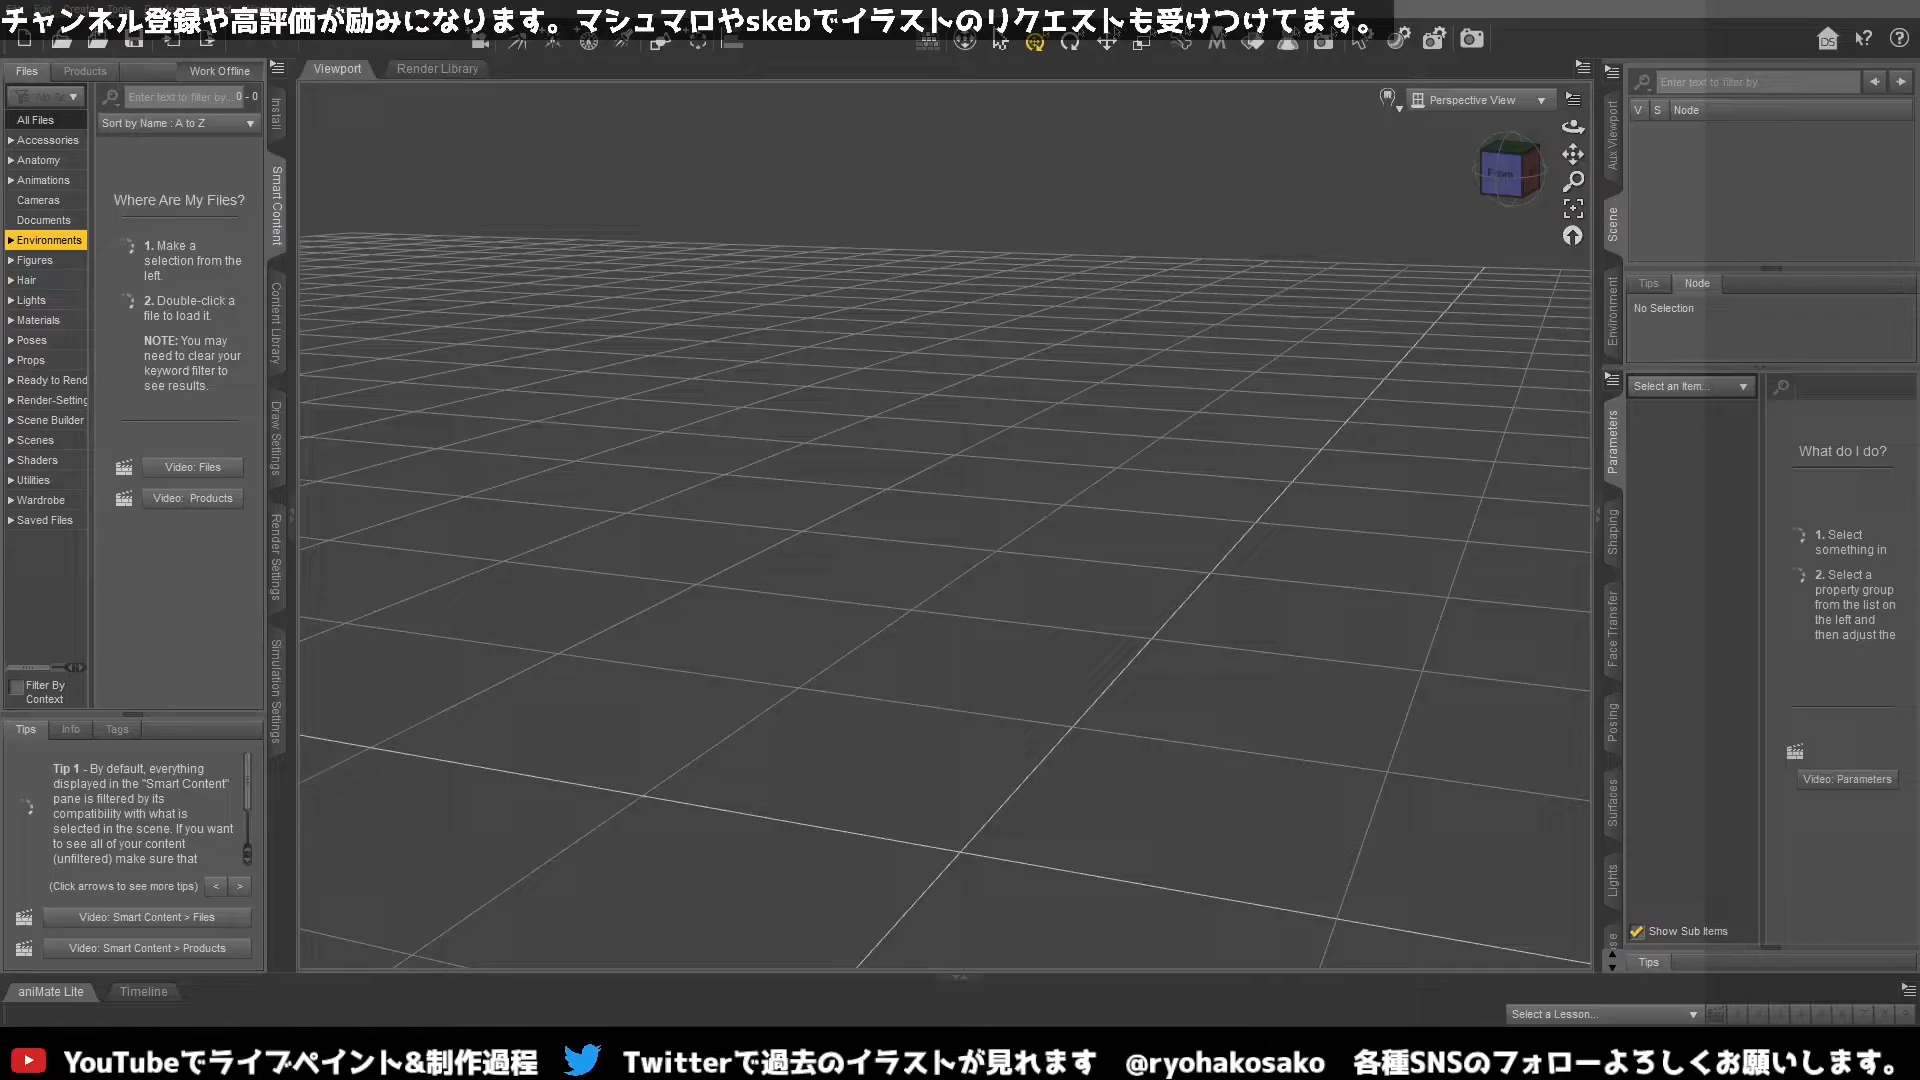 チャンネル登録や高評価が励みになります。マシュマロやskebでイラストのリクエストも受けつけてます。
Files
Products
Work Offline
Viewport
Render Library
Enter text to filter by...
0 - 0
Sort by Name : A to Z
All Files
Accessories
Anatomy
Animations
Cameras
Documents
Environments
Figures
Hair
Lights
Materials
Poses
Props
Ready to Rend
Render-Setting
Scene Builder
Scenes
Shaders
Utilities
Wardrobe
Saved Files
Filter By
Context
Where Are My Files?
1. Make a
selection from the
left.
2. Double-click a
file to load it.
NOTE: You may
need to clear your
keyword filter to
see results.
Video: Files
Video: Products
Install
Smart Content
Content Library
Draw Settings
Render Settings
Simulation Settings
Tips
Info
Tags
Tip 1 - By default, everything
displayed in the "Smart Content"
pane is filtered by its
compatibility with what is
selected in the scene. If you want
to see all of your content
(unfiltered) make sure that
(Click arrows to see more tips)
<
>
Video: Smart Content > Files
Video: Smart Content > Products
Perspective View
Aux Viewport
Scene
Environment
Enter text to filter by...
V
S
Node
Tips
Node
No Selection
Parameters
Shaping
Face Transfer
Posing
Surfaces
Lights
Select an Item...
What do I do?
1. Select
something in
2. Select a
property group
from the list on
the left and
then adjust the
Video: Parameters
Show Sub Items
Tips
aniMate Lite
Timeline
Select a Lesson...
YouTubeでライブペイント&制作過程
Twitterで過去のイラストが見れます @ryohakosako 各種SNSのフォローよろしくお願いします。